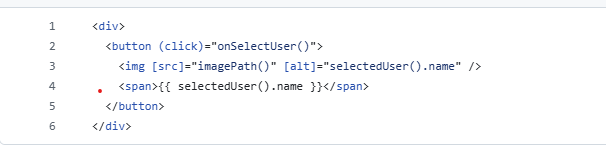 1 <div>
2 <button (click)="onSelectUser()">
3 <img [src]="imagePath()" [alt]="selectedUser().name" />
4 <span>{{ selectedUser().name }}</span>
5 </button>
6 </div>